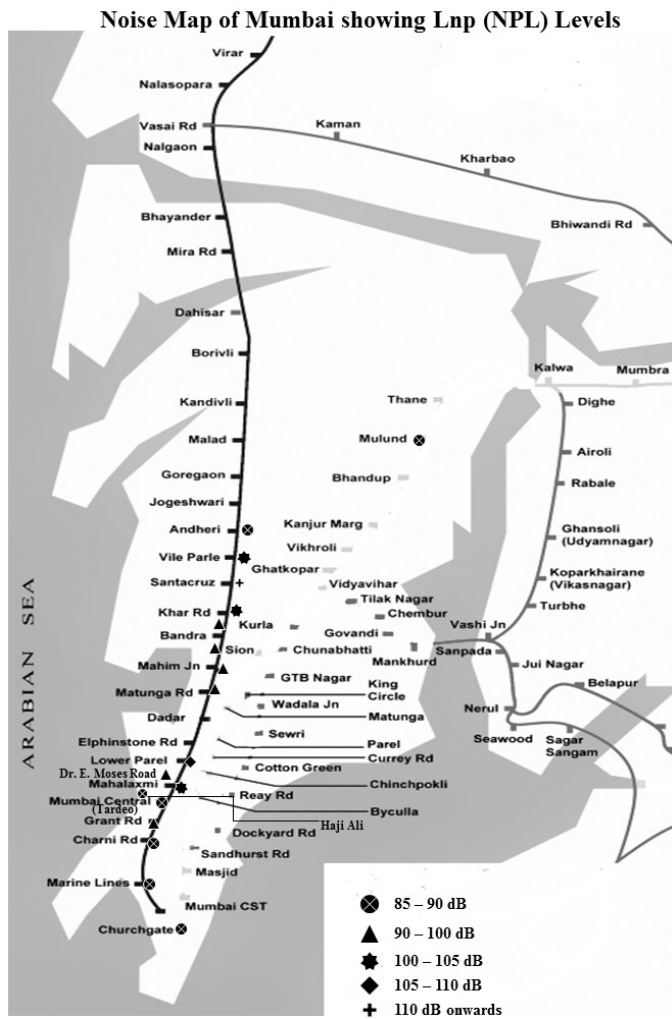 Noise Map of Mumbai showing Lnp (NPL) Levels
Virar
Nalasopara
Vasai Rd
Kaman
Nalgaon
Kharbao
Bhayander
Bhiwandi Rd
Mira Rd
Dahisar
Borivli
Kalwa
Mumbra
Kandivli
Thane
Dighe
Malad
Mulund
Airoli
Goregaon
Bhandup
Rabale
Jogeshwari
Andheri
Kanjur Marg
Ghansoli
(Udyamnagar)
Vile Parle
Vikhroli
Ghatkopar
Santacruz
Vidyavihar
Koparkhairane
(Vikasnagar)
Tilak Nagar
Turbhe
Khar Rd
Kurla
Chembur
Vashi Jn
Bandra
Govandi
Sion
Chunabhatti
Mankhurd
Sanpada
Mahim Jn
Jui Nagar
GTB Nagar
King
Circle
Belapur
Matunga Rd
Wadala Jn
Nerul
Dadar
Matunga
Sewri
Seawood
Sagar
Sangam
Elphinstone Rd
Parel
Lower Parel
Currey Rd
Dr. E. Moses Road
Cotton Green
Mahalaxmi
Chinchpokli
Reay Rd
Mumbai Central
(Tardeo)
Byculla
Grant Rd
Haji Ali
Dockyard Rd
Charni Rd
Sandhurst Rd
Masjid
Marine Lines
Mumbai CST
Churchgate
ARABIAN SEA
85 – 90 dB
90 – 100 dB
100 – 105 dB
105 – 110 dB
110 dB onwards